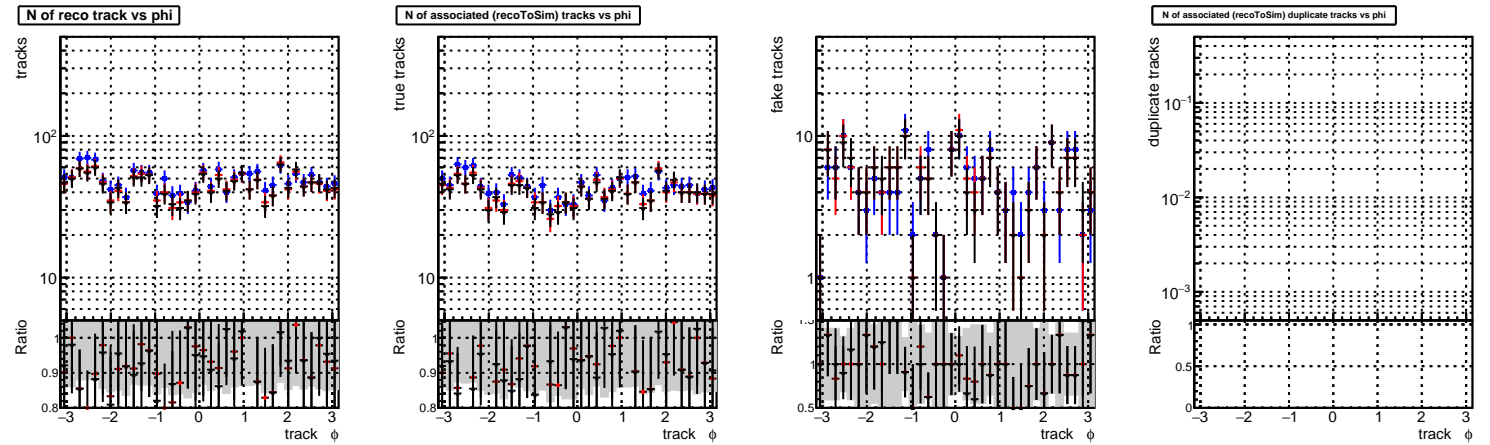 N of reco track vs phi
tracks
10²
10
Ratio
1
0.9
0.8
−3 −2 −1 0 1 2 3
track ϕ
N of associated (recoToSim) tracks vs phi
true tracks
10²
10
Ratio
1
0.9
0.8
−3 −2 −1 0 1 2 3
track ϕ
fake tracks
10
1
Ratio
1.5
1
0.5
−3 −2 −1 0 1 2 3
track ϕ
N of associated (recoToSim) duplicate tracks vs phi
duplicate tracks
10⁻¹
10⁻²
10⁻³
Ratio
1
0.5
0
−3 −2 −1 0 1 2 3
track ϕ